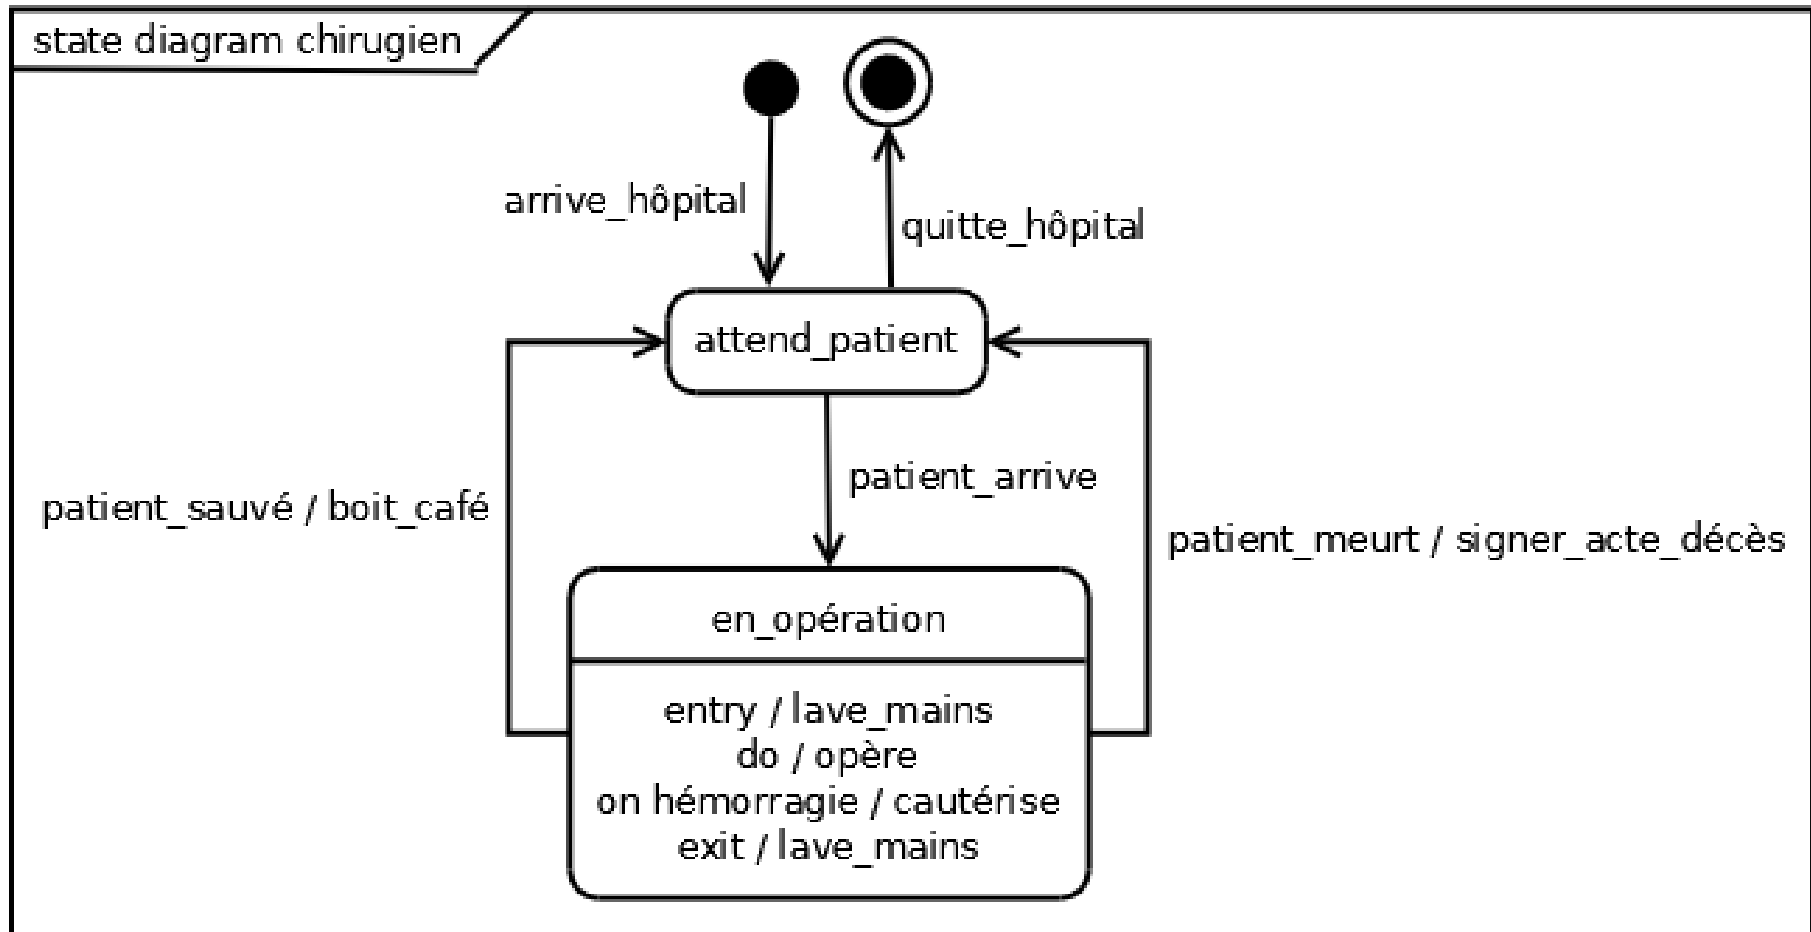 state diagram chirugien
arrive_hôpital
quitte_hôpital
attend_patient
patient_arrive
patient_sauvé / boit_café
patient_meurt / signer_acte_décès
en_opération
entry / lave_mains
do / opère
on hémorragie / cautérise
exit / lave_mains